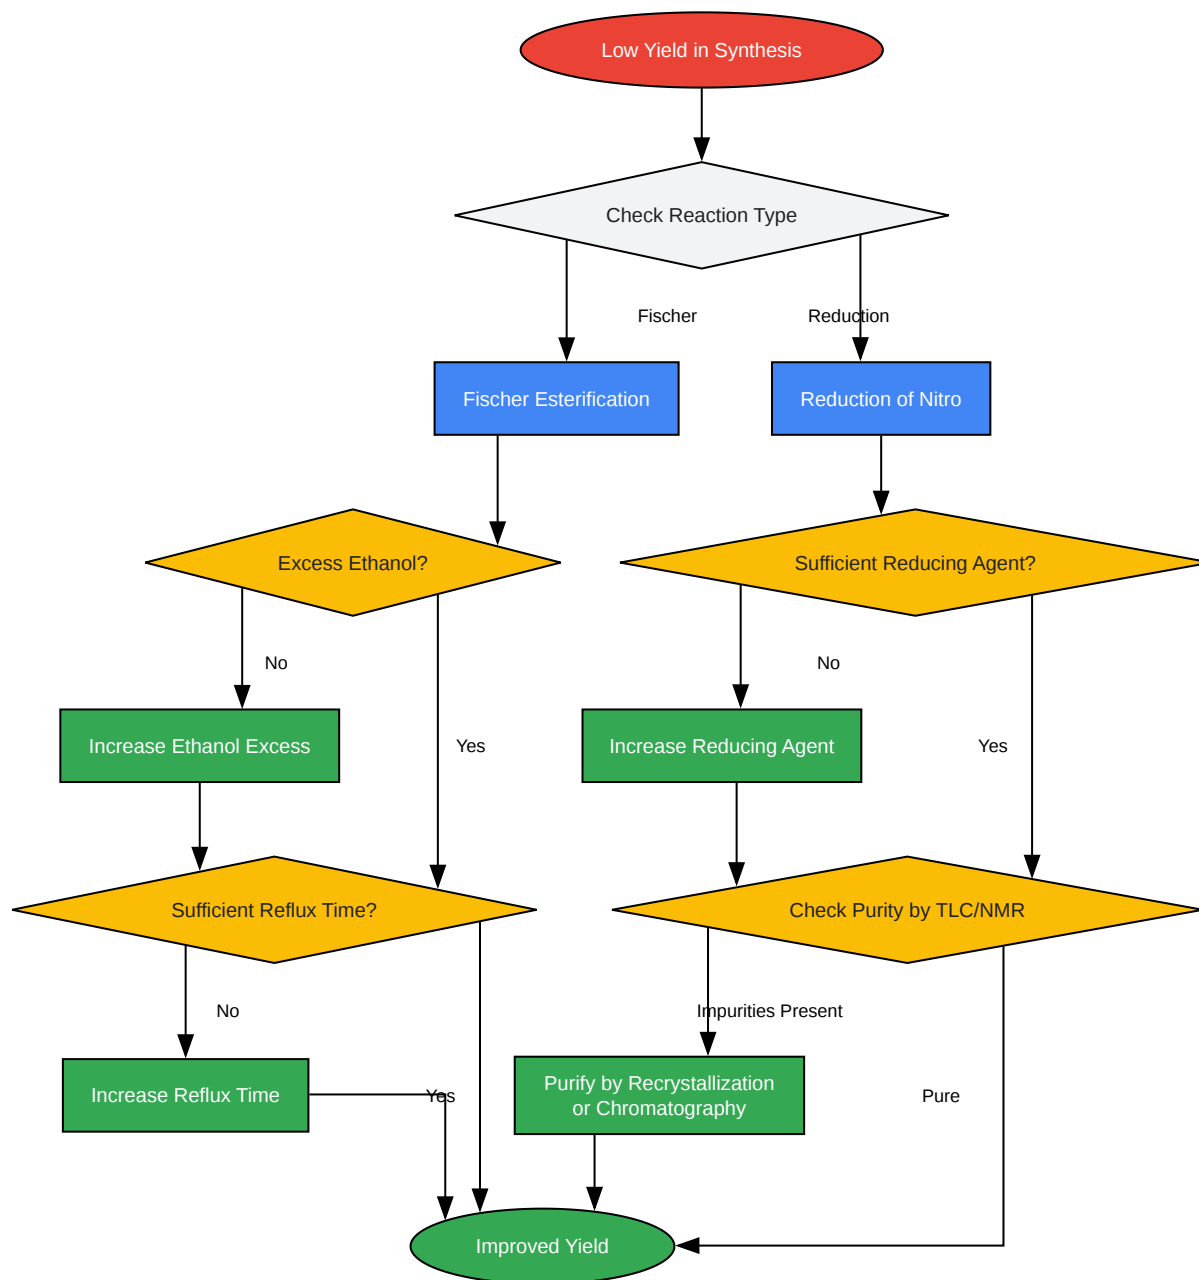 Low Yield in Synthesis
Check Reaction Type
Fischer
Reduction
Fischer Esterification
Reduction of Nitro
Excess Ethanol?
Sufficient Reducing Agent?
No
No
Increase Ethanol Excess
Yes
Increase Reducing Agent
Yes
Sufficient Reflux Time?
Check Purity by TLC/NMR
No
Impurities Present
Increase Reflux Time
Yes
Purify by Recrystallization
or Chromatography
Pure
Improved Yield